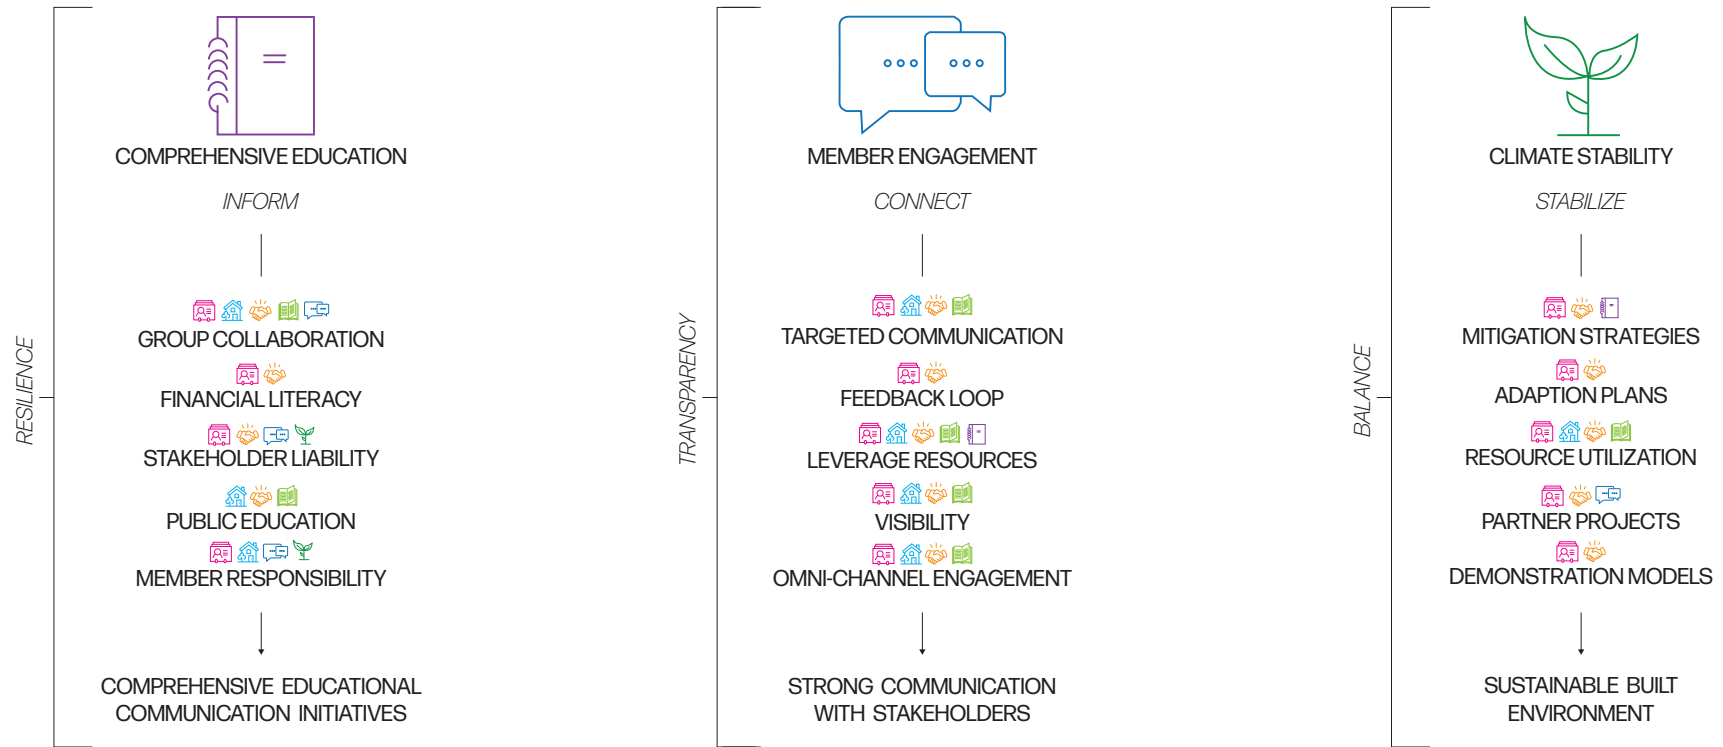 RESILIENCE
COMPREHENSIVE EDUCATION
INFORM
GROUP COLLABORATION
FINANCIAL LITERACY
STAKEHOLDER LIABILITY
PUBLIC EDUCATION
MEMBER RESPONSIBILITY
COMPREHENSIVE EDUCATIONAL
COMMUNICATION INITIATIVES
TRANSPARENCY
MEMBER ENGAGEMENT
CONNECT
TARGETED COMMUNICATION
FEEDBACK LOOP
LEVERAGE RESOURCES
VISIBILITY
OMNI-CHANNEL ENGAGEMENT
STRONG COMMUNICATION
WITH STAKEHOLDERS
BALANCE
CLIMATE STABILITY
STABILIZE
MITIGATION STRATEGIES
ADAPTION PLANS
RESOURCE UTILIZATION
PARTNER PROJECTS
DEMONSTRATION MODELS
SUSTAINABLE BUILT
ENVIRONMENT